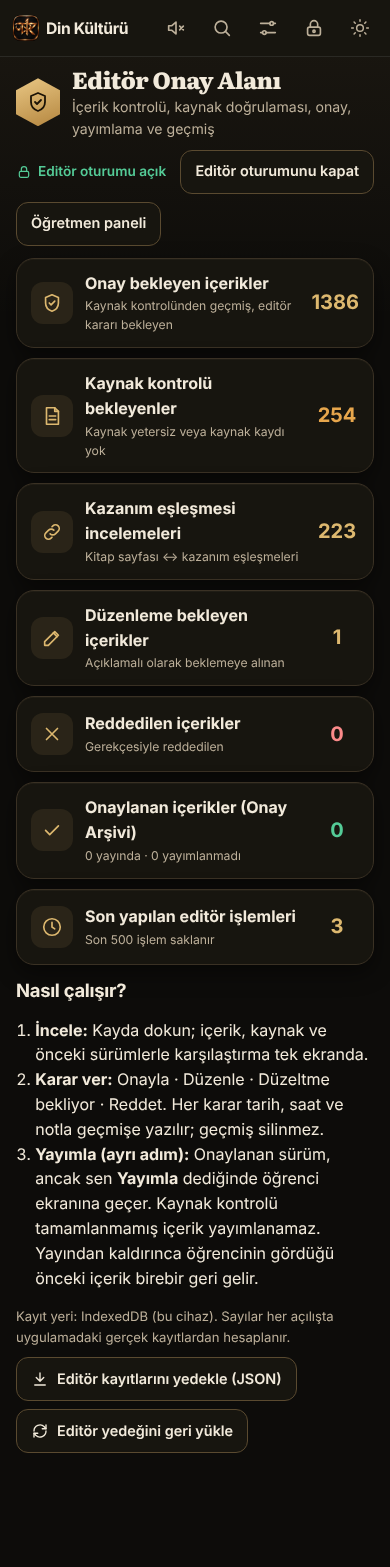 Din Kültürü
Editör Onay Alanı
İçerik kontrolü, kaynak doğrulaması, onay,
yayımlama ve geçmiş
Editör oturumu açık
Editör oturumunu kapat
Öğretmen paneli
Onay bekleyen içerikler
Kaynak kontrolünden geçmiş, editör
kararı bekleyen
1386
Kaynak kontrolü
bekleyenler
Kaynak yetersiz veya kaynak kaydı
yok
254
Kazanım eşleşmesi
incelemeleri
Kitap sayfası ↔ kazanım eşleşmeleri
223
Düzenleme bekleyen
içerikler
Açıklamalı olarak beklemeye alınan
1
Reddedilen içerikler
Gerekçesiyle reddedilen
0
Onaylanan içerikler (Onay
Arşivi)
0 yayında · 0 yayımlanmadı
0
Son yapılan editör işlemleri
Son 500 işlem saklanır
3
Nasıl çalışır?
1. İncele: Kayda dokun; içerik, kaynak ve
önceki sürümlerle karşılaştırma tek ekranda.
2. Karar ver: Onayla · Düzenle · Düzeltme
bekliyor · Reddet. Her karar tarih, saat ve
notla geçmişe yazılır; geçmiş silinmez.
3. Yayımla (ayrı adım): Onaylanan sürüm,
ancak sen Yayımla dediğinde öğrenci
ekranına geçer. Kaynak kontrolü
tamamlanmamış içerik yayımlanamaz.
Yayından kaldırınca öğrencinin gördüğü
önceki içerik birebir geri gelir.
Kayıt yeri: IndexedDB (bu cihaz). Sayılar her açılışta
uygulamadaki gerçek kayıtlardan hesaplanır.
Editör kayıtlarını yedekle (JSON)
Editör yedeğini geri yükle